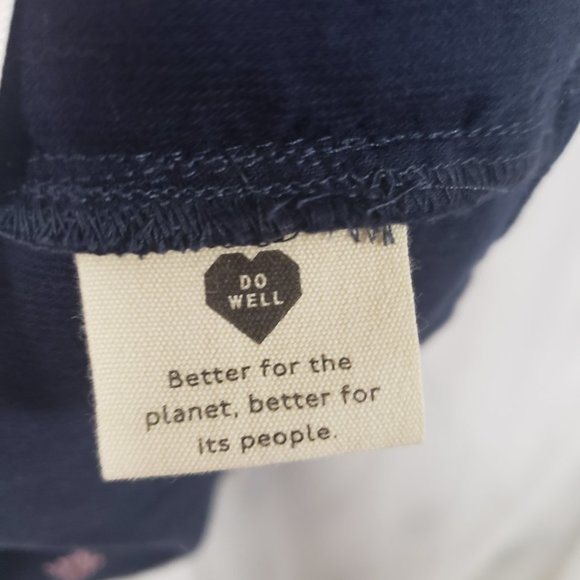 DO
WELL
Better for the
planet, better for
its people.